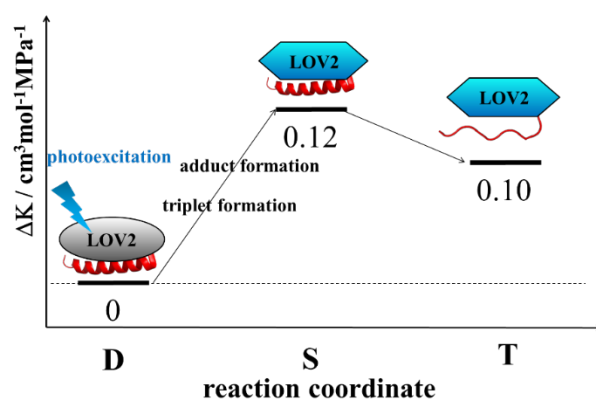 ΔK / cm³mol⁻¹MPa⁻¹
photoexcitation
LOV2
0
adduct formation
triplet formation
LOV2
0.12
LOV2
0.10
D S T
reaction coordinate